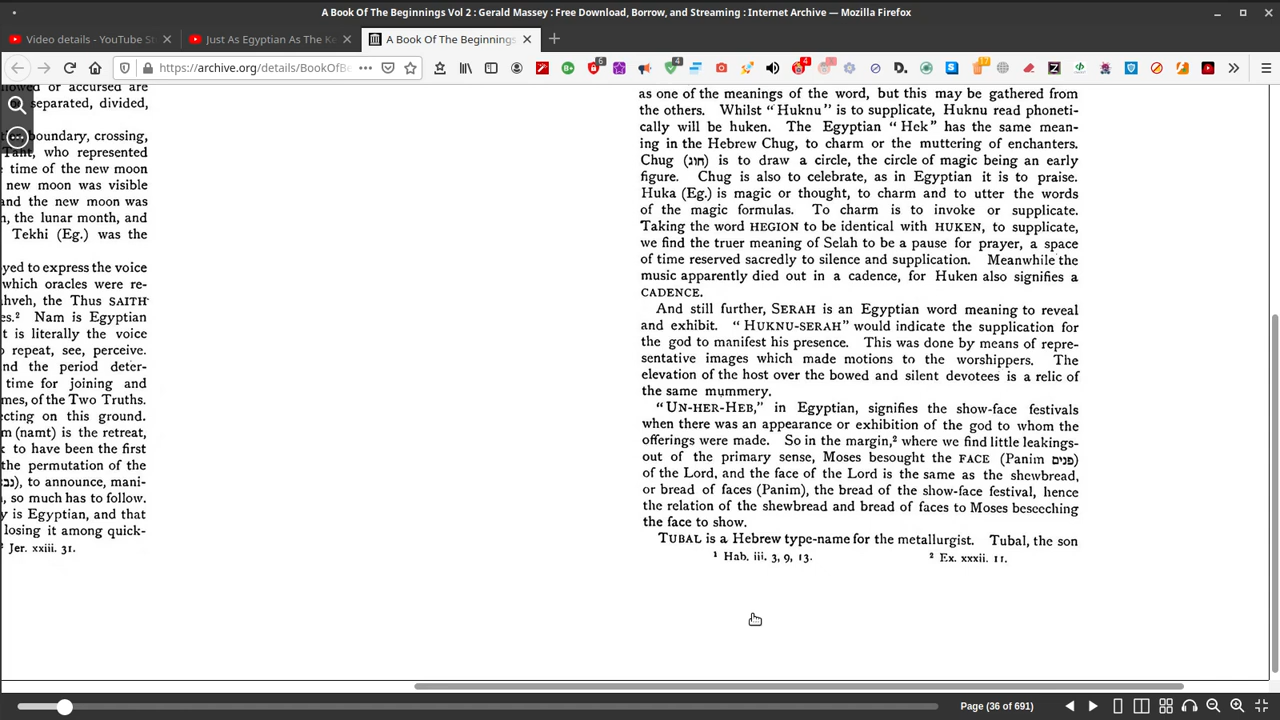 A Book Of The Beginnings Vol 2 : Gerald Massey : Free Download, Borrow, and Streaming : Internet Archive — Mozilla Firefox
Video details - YouTube St
Just As Egyptian As The Ke
A Book Of The Beginnings
https://archive.org/details/BookOfBe
6
4
4
17
llowed or accursed are
separated, divided,
boundary, crossing,
Taht, who represented
time of the new moon
new moon was visible
and the new moon was
n, the lunar month, and
Tekhi (Eg.) was the
oyed to express the voice
which oracles were re-
ahveh, the Thus SAITH
es.² Nam is Egyptian
t is literally the voice
o repeat, see, perceive.
nd the period deter-
time for joining and
mes, of the Two Truths.
ecting on this ground.
m (namt) is the retreat,
k to have been the first
the permutation of the
), to announce, mani-
, so much has to follow.
y is Egyptian, and that
losing it among quick-
² Jer. xxiii. 31.
as one of the meanings of the word, but this may be gathered from
the others. Whilst “Huknu” is to supplicate, Huknu read phoneti-
cally will be huken. The Egyptian “Hek” has the same mean-
ing in the Hebrew Chug, to charm or the muttering of enchanters.
Chug (חוג) is to draw a circle, the circle of magic being an early
figure. Chug is also to celebrate, as in Egyptian it is to praise.
Huka (Eg.) is magic or thought, to charm and to utter the words
of the magic formulas. To charm is to invoke or supplicate.
Taking the word HEGION to be identical with HUKEN, to supplicate,
we find the truer meaning of Selah to be a pause for prayer, a space
of time reserved sacredly to silence and supplication. Meanwhile the
music apparently died out in a cadence, for Huken also signifies a
CADENCE.
And still further, SERAH is an Egyptian word meaning to reveal
and exhibit. “HUKNU-SERAH” would indicate the supplication for
the god to manifest his presence. This was done by means of repre-
sentative images which made motions to the worshippers. The
elevation of the host over the bowed and silent devotees is a relic of
the same mummery.
“UN-HER-HEB,” in Egyptian, signifies the show-face festivals
when there was an appearance or exhibition of the god to whom the
offerings were made. So in the margin,² where we find little leakings-
out of the primary sense, Moses besought the FACE (Panim פנים)
of the Lord, and the face of the Lord is the same as the shewbread,
or bread of faces (Panim), the bread of the show-face festival, hence
the relation of the shewbread and bread of faces to Moses beseeching
the face to show.
TUBAL is a Hebrew type-name for the metallurgist. Tubal, the son
¹ Hab. iii. 3, 9, 13.
² Ex. xxxii. 11.
Page (36 of 691)